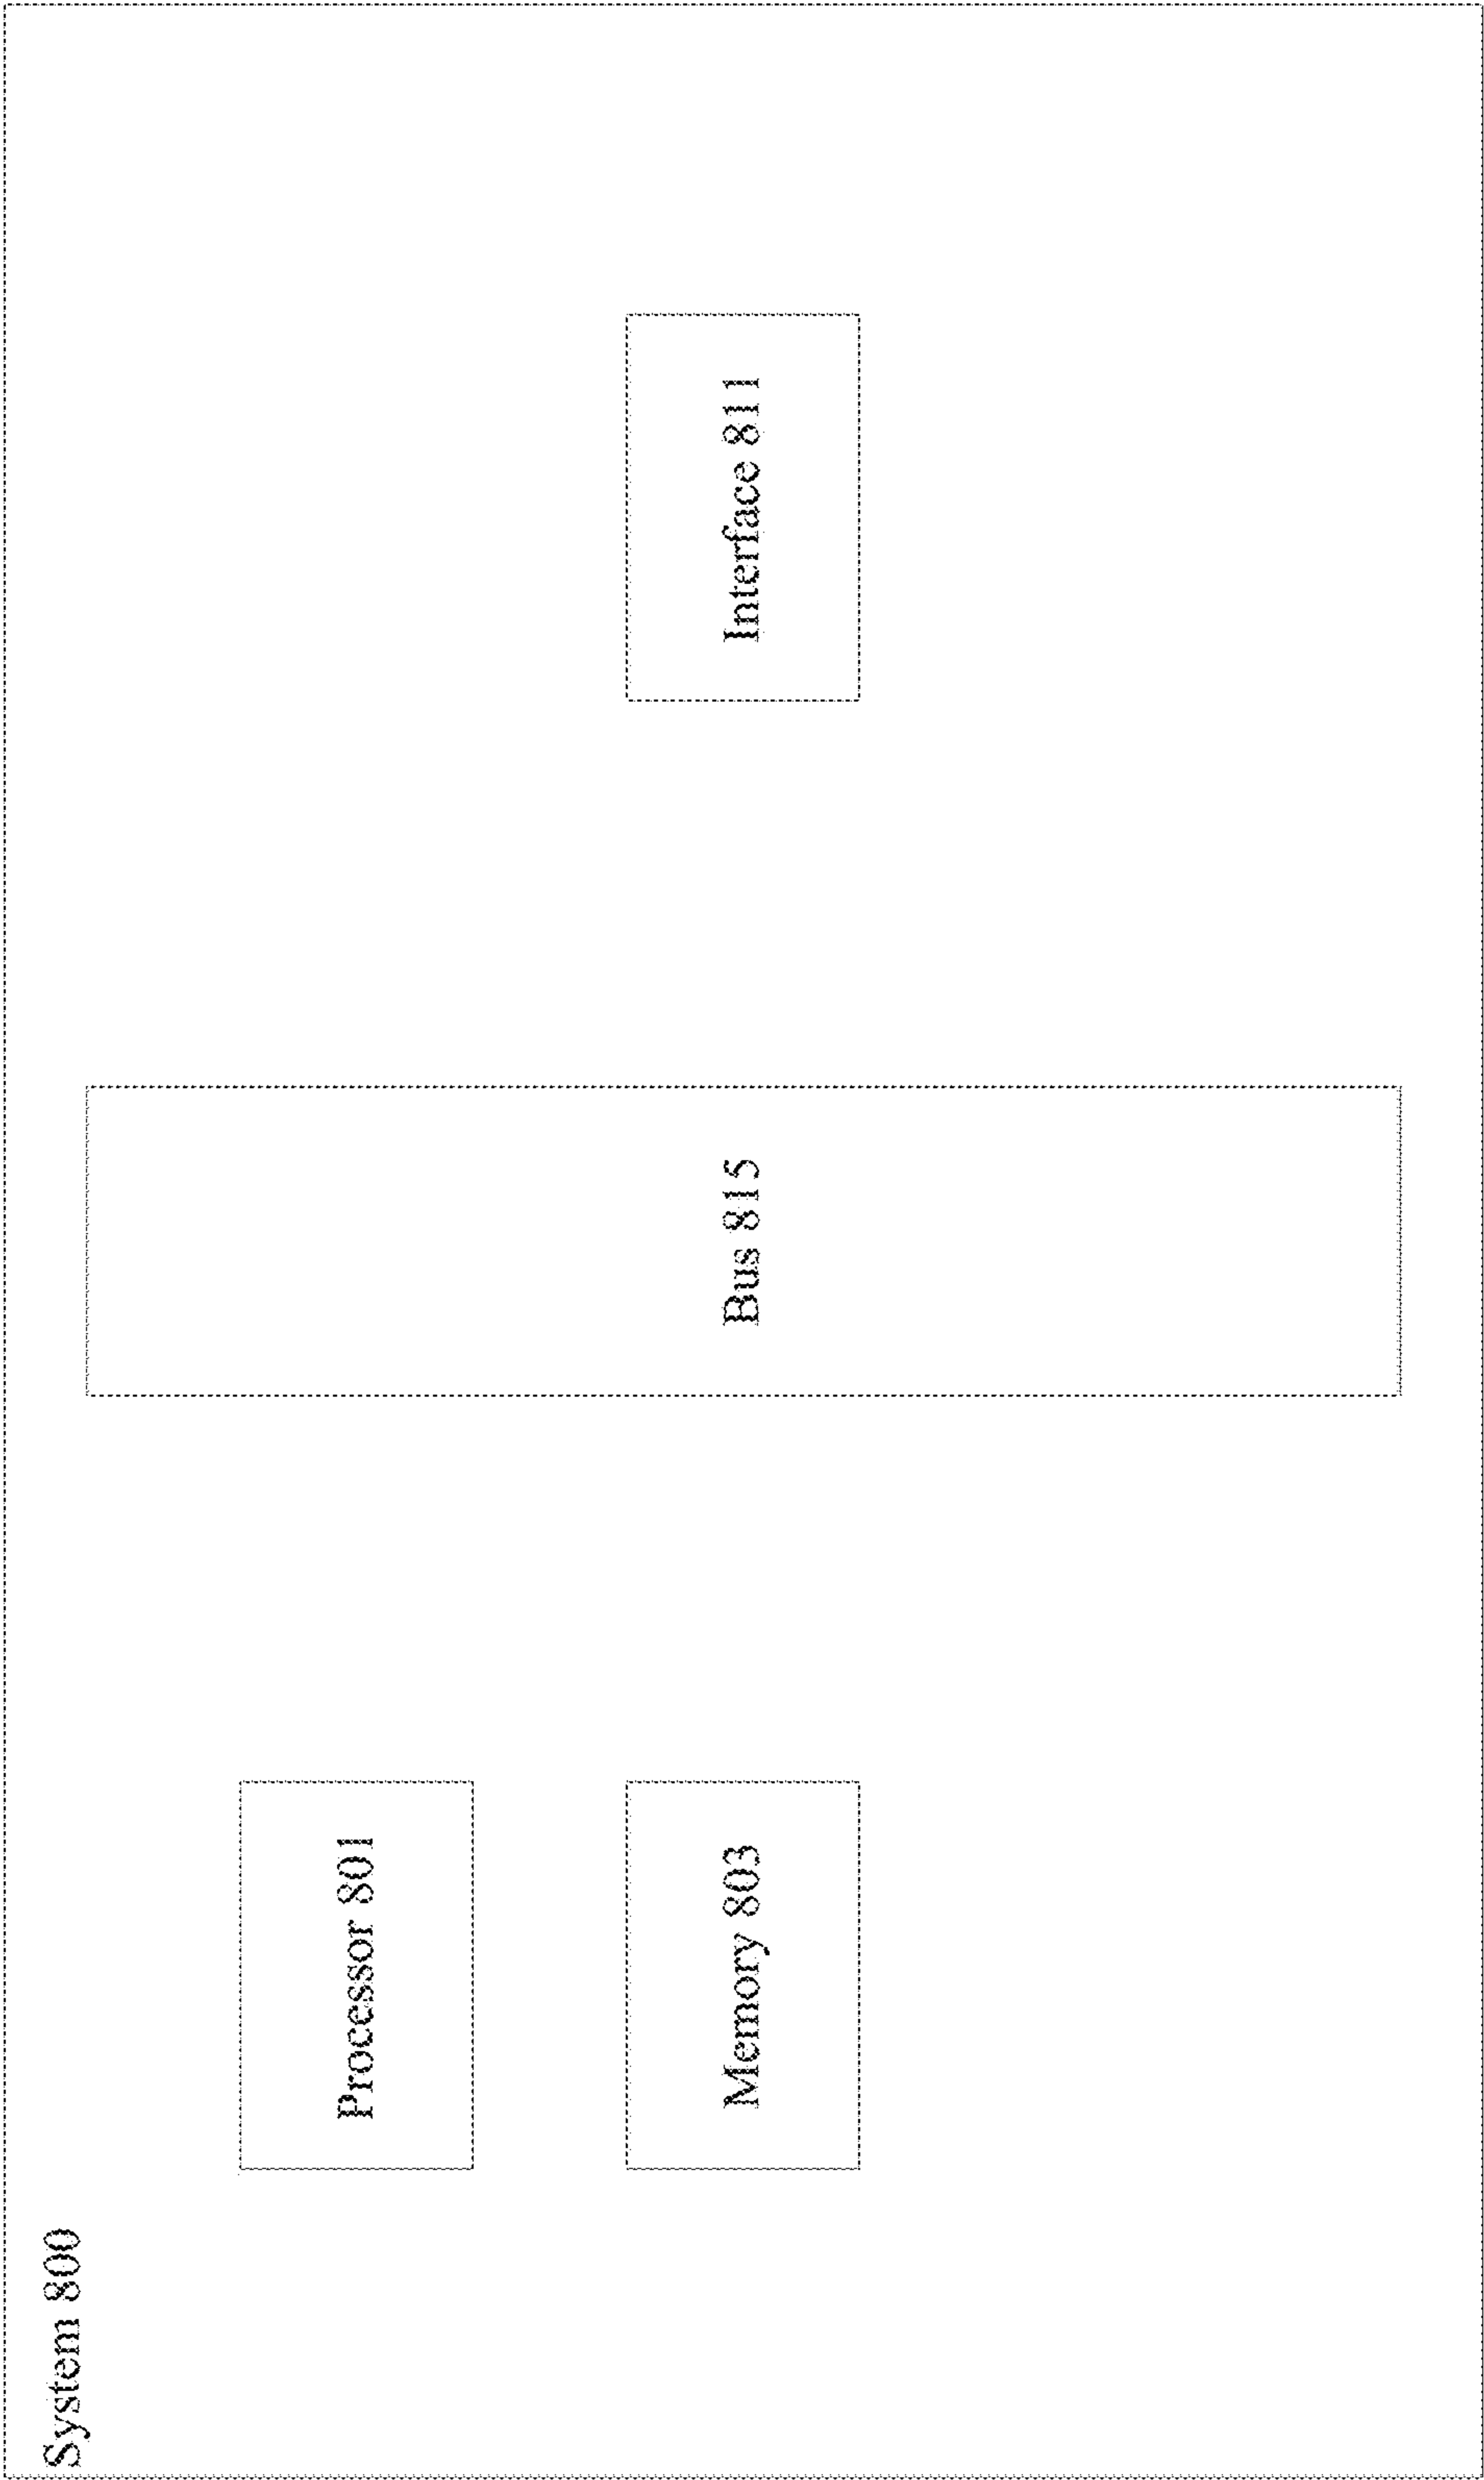 System 800
Processor 801
Memory 803
Bus 815
Interface 811